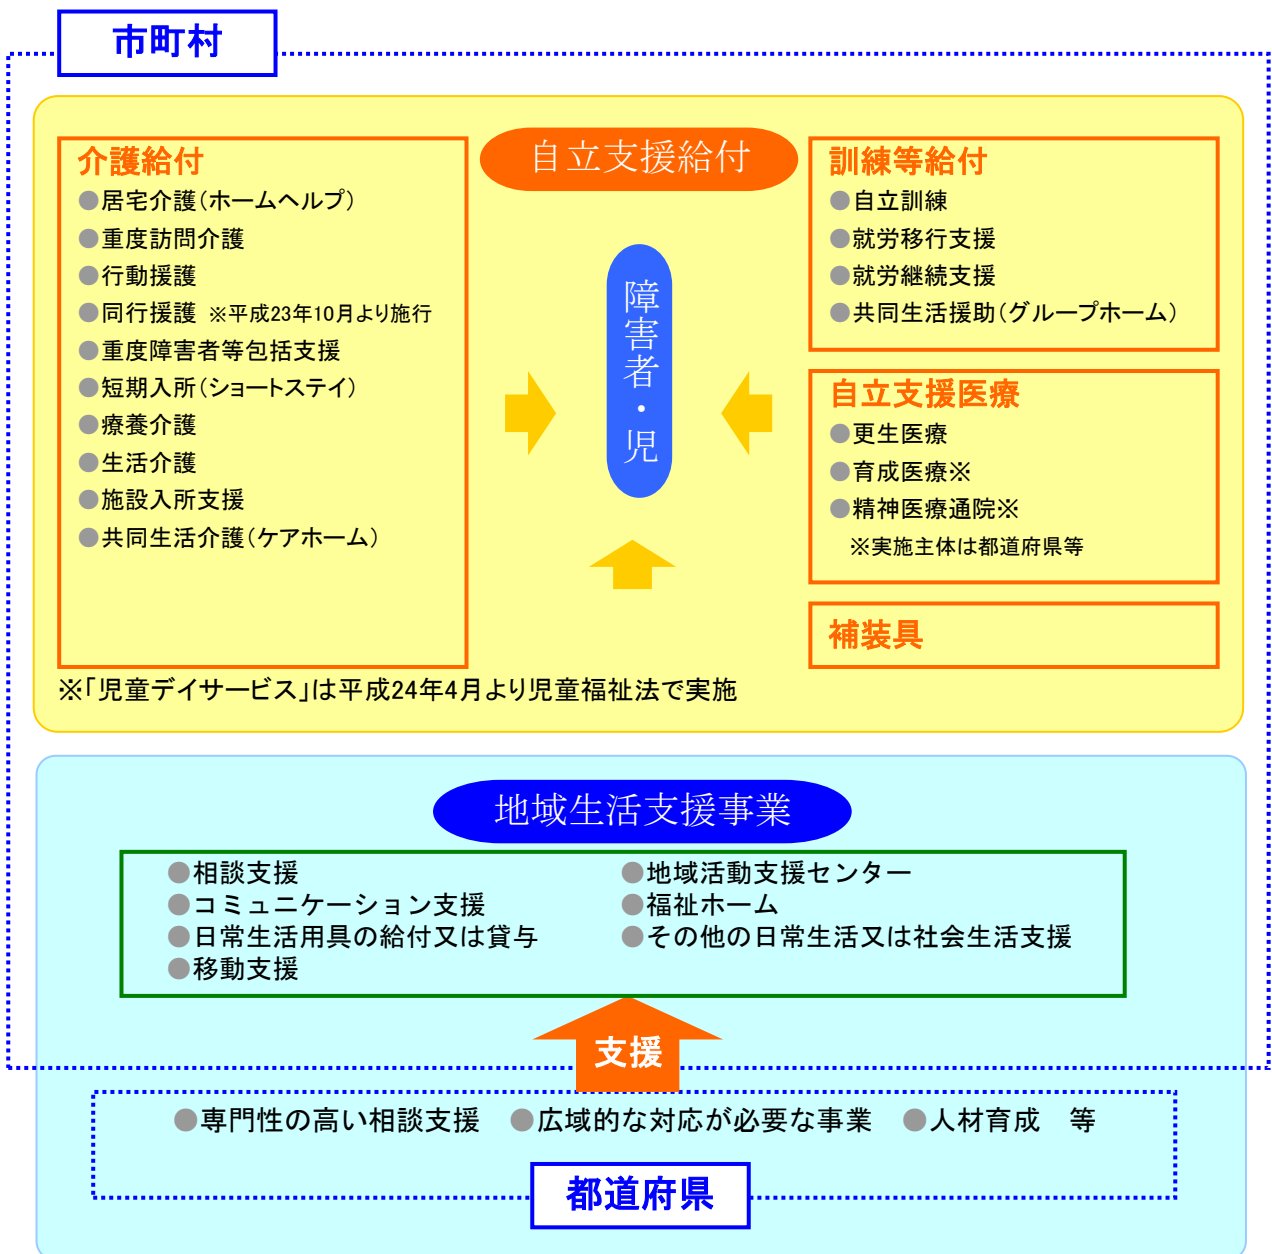 市町村
自立支援給付
介護給付
●居宅介護(ホームヘルプ)
●重度訪問介護
●行動援護
●同行援護 ※平成23年10月より施行
●重度障害者等包括支援
●短期入所(ショートステイ)
●療養介護
●生活介護
●施設入所支援
●共同生活介護(ケアホーム)
障害者・児
訓練等給付
●自立訓練
●就労移行支援
●就労継続支援
●共同生活援助(グループホーム)
自立支援医療
●更生医療
●育成医療※
●精神医療通院※
※実施主体は都道府県等
補装具
※「児童デイサービス」は平成24年4月より児童福祉法で実施
地域生活支援事業
●相談支援
●コミュニケーション支援
●日常生活用具の給付又は貸与
●移動支援
●地域活動支援センター
●福祉ホーム
●その他の日常生活又は社会生活支援
支援
●専門性の高い相談支援 ●広域的な対応が必要な事業 ●人材育成 等
都道府県